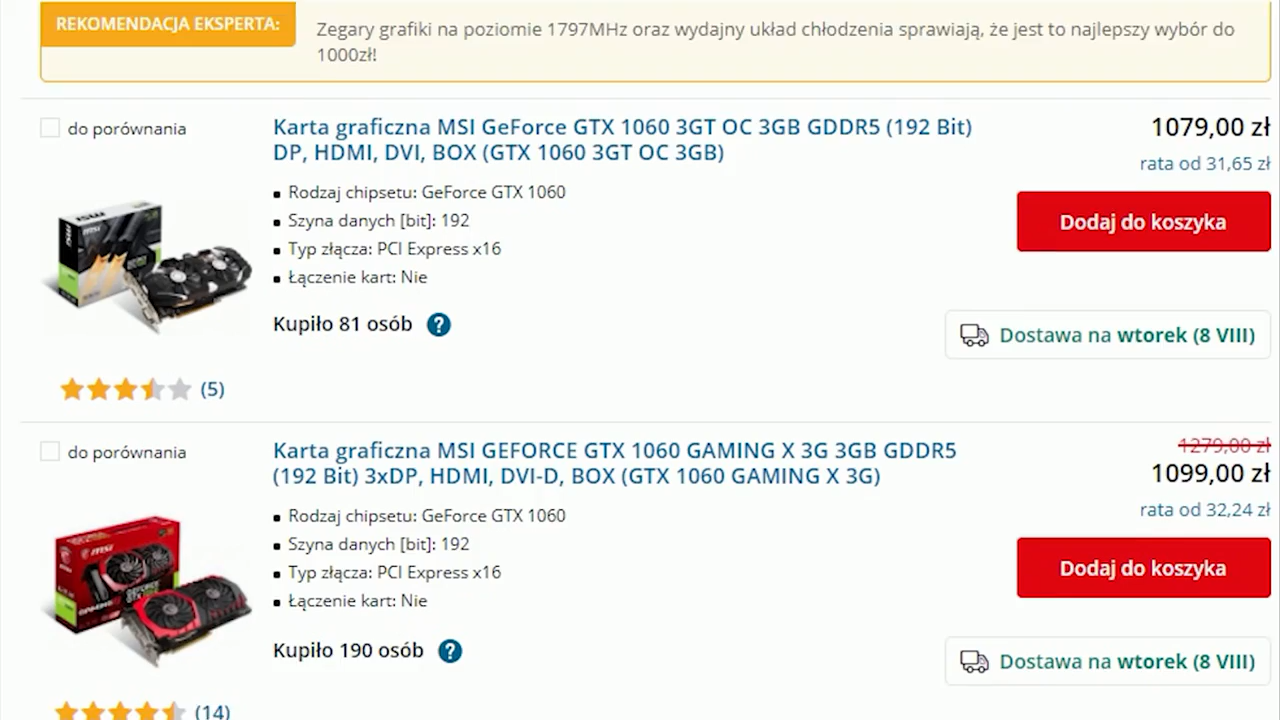 REKOMENDACJA EKSPERTA:
Zegary grafiki na poziomie 1797MHz oraz wydajny układ chłodzenia sprawiają, że jest to najlepszy wybór do
1000zł!
do porównania
Karta graficzna MSI GeForce GTX 1060 3GT OC 3GB GDDR5 (192 Bit)
DP, HDMI, DVI, BOX (GTX 1060 3GT OC 3GB)
Rodzaj chipsetu: GeForce GTX 1060
Szyna danych [bit]: 192
Typ złącza: PCI Express x16
Łączenie kart: Nie
Kupiło 81 osób ?
1079,00 zł
rata od 31,65 zł
Dodaj do koszyka
Dostawa na wtorek (8 VIII)
(5)
do porównania
Karta graficzna MSI GEFORCE GTX 1060 GAMING X 3G 3GB GDDR5
(192 Bit) 3xDP, HDMI, DVI-D, BOX (GTX 1060 GAMING X 3G)
Rodzaj chipsetu: GeForce GTX 1060
Szyna danych [bit]: 192
Typ złącza: PCI Express x16
Łączenie kart: Nie
Kupiło 190 osób ?
1279,00 zł
1099,00 zł
rata od 32,24 zł
Dodaj do koszyka
Dostawa na wtorek (8 VIII)
(14)